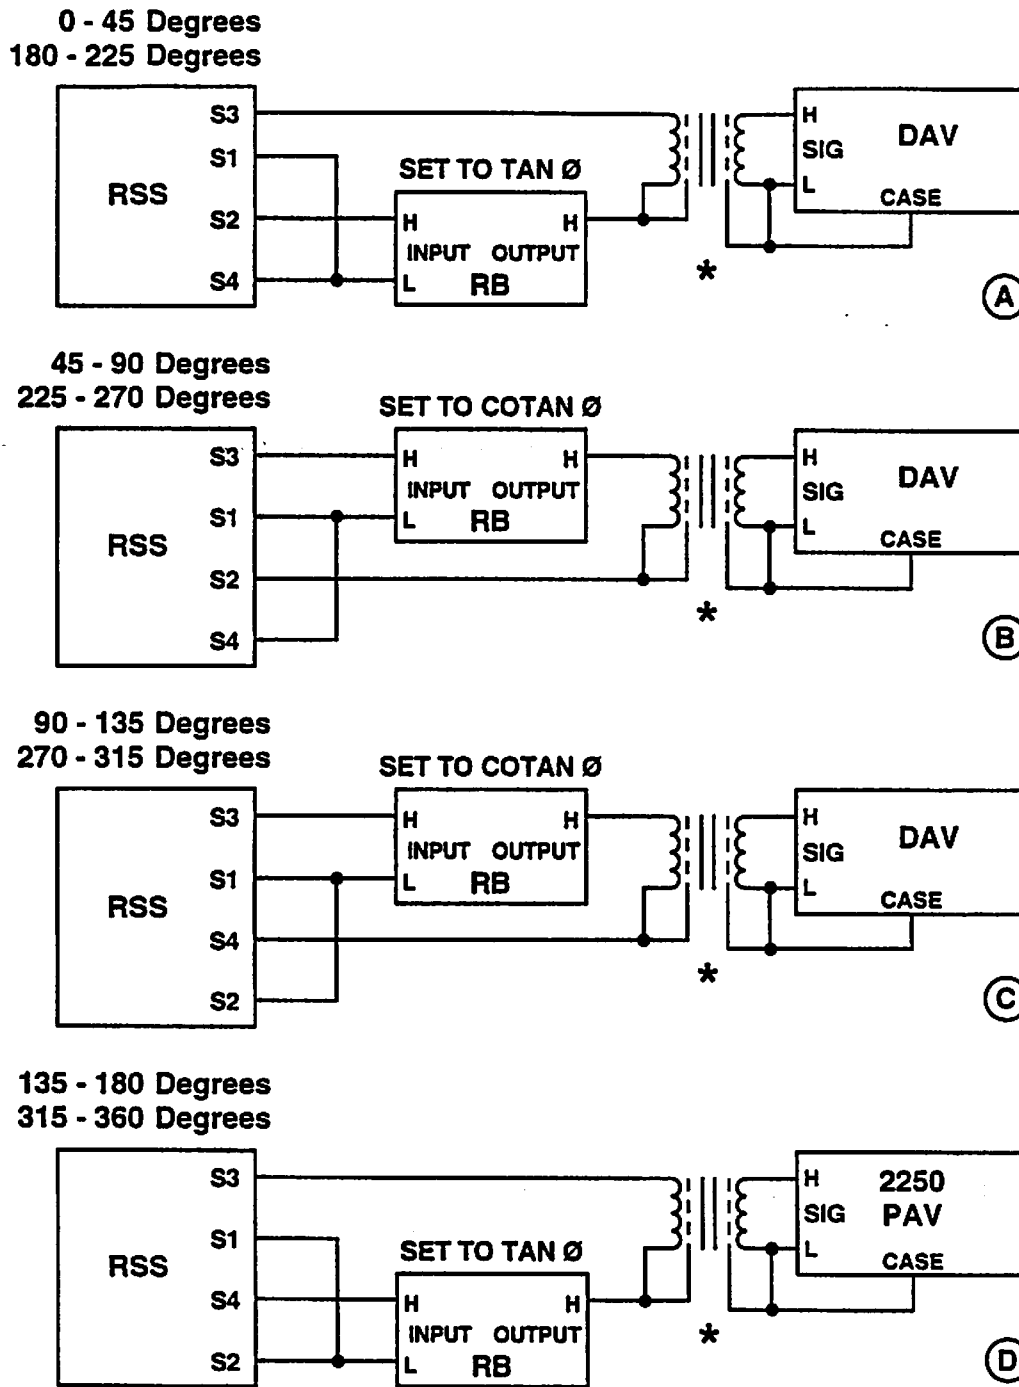 0 - 45 Degrees
180 - 225 Degrees
RSS
S3
S1
S2
S4
SET TO TAN Ø
H H
INPUT OUTPUT
L RB
*
H
SIG
L
DAV
CASE
A
45 - 90 Degrees
225 - 270 Degrees
RSS
S3
S1
S2
S4
SET TO COTAN Ø
H H
INPUT OUTPUT
L RB
*
H
SIG
L
DAV
CASE
B
90 - 135 Degrees
270 - 315 Degrees
RSS
S3
S1
S4
S2
SET TO COTAN Ø
H H
INPUT OUTPUT
L RB
*
H
SIG
L
DAV
CASE
C
135 - 180 Degrees
315 - 360 Degrees
RSS
S3
S1
S4
S2
SET TO TAN Ø
H H
INPUT OUTPUT
L RB
*
H
SIG
L
2250
PAV
CASE
D